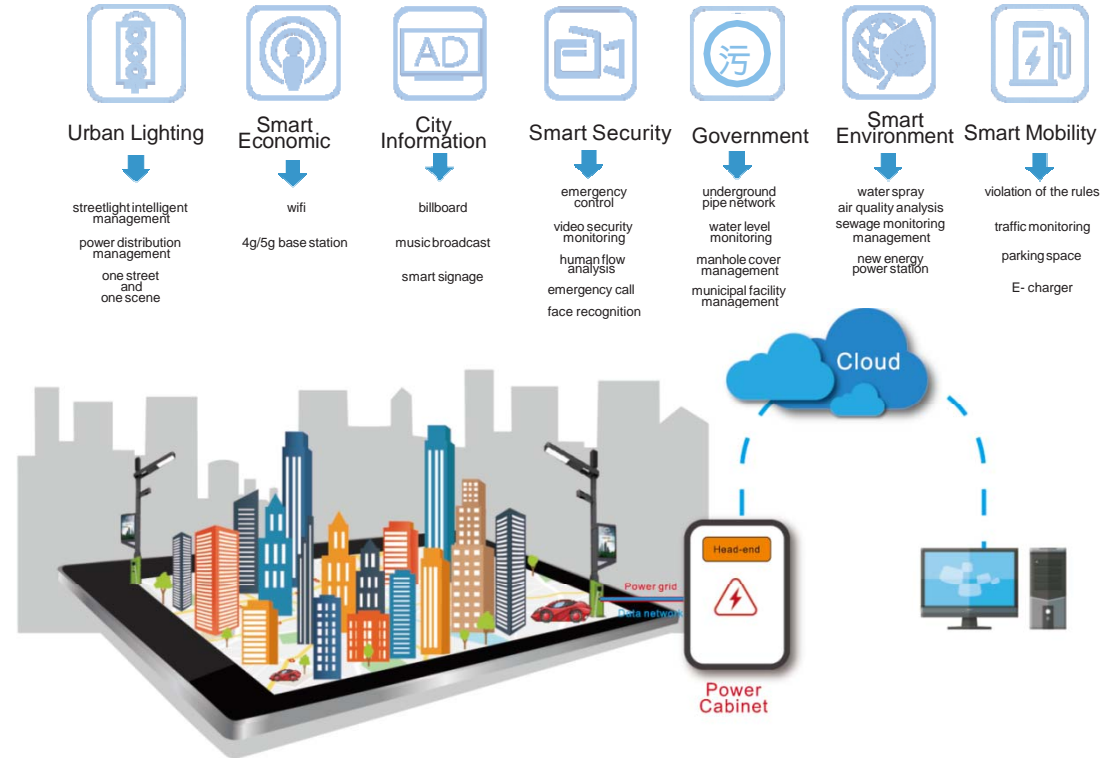 AD
污
Urban Lighting
Smart
Economic
City
Information
Smart Security
Government
Smart
Environment
Smart Mobility
streetlight intelligent
management
power distribution
management
one street
and
one scene
wifi
4g/5g base station
billboard
music broadcast
smart signage
emergency
control
video security
monitoring
human flow
analysis
emergency call
face recognition
underground
pipe network
water level
monitoring
manhole cover
management
municipal facility
management
water spray
air quality analysis
sewage monitoring
management
new energy
power station
violation of the rules
traffic monitoring
parking space
E- charger
Cloud
Head-end
Power grid
Data network
Power
Cabinet